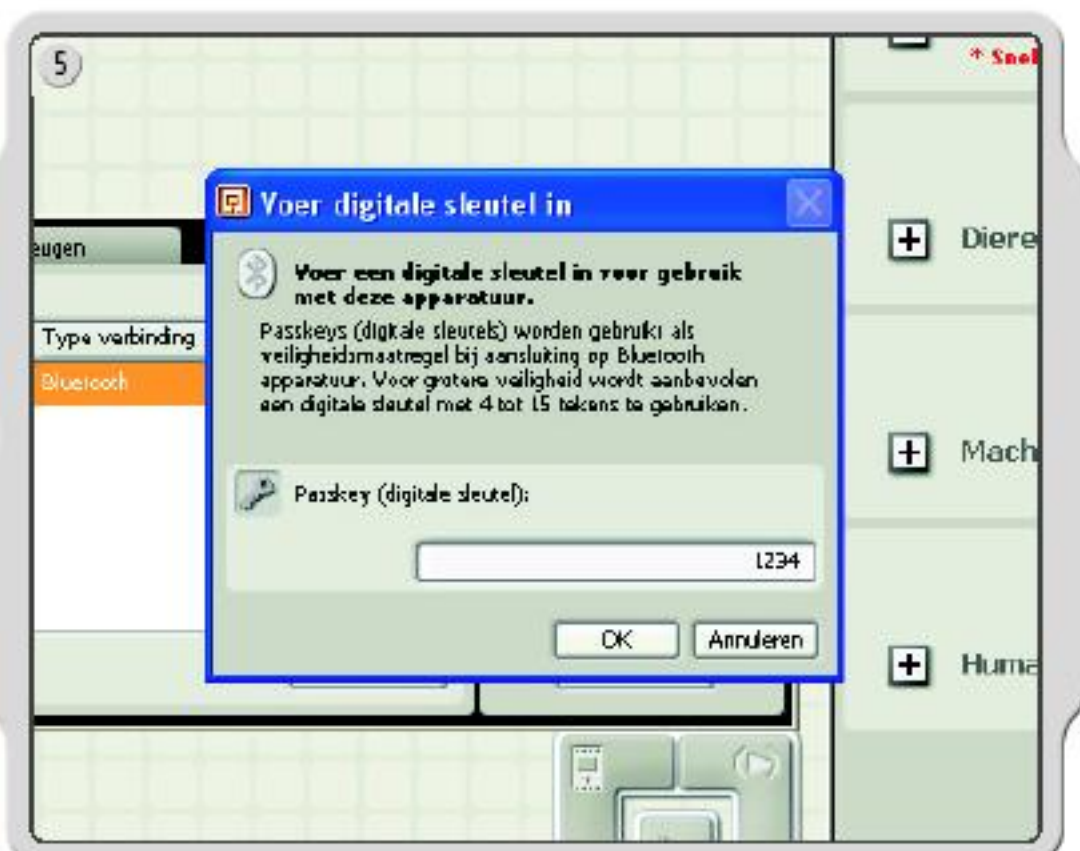 5
* Snel
Voer digitale sleutel in
eugen
Voer een digitale sleutel in voor gebruik
met deze apparatuur.
Passkeys (digitale sleutels) worden gebruikt als
veiligheidsmaatregel bij aansluiting op Bluetooth
apparatuur. Voor grotere veiligheid wordt aanbevolen
een digitale sleutel met 4 tot 15 tekens te gebruiken.
Type verbinding
Bluetooth
Passkey (digitale sleutel):
1234
OK
Annuleren
Diere
Mach
Huma